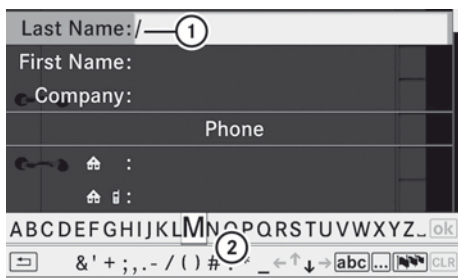 Last Name:/ 1
First Name:
Company:
Phone
:
:
ABCDEFGHIJKLMNOPQRSTUVWXYZ_ ok
2
&'+;,.-/()#:*_←↑↓→ abc ... CLR